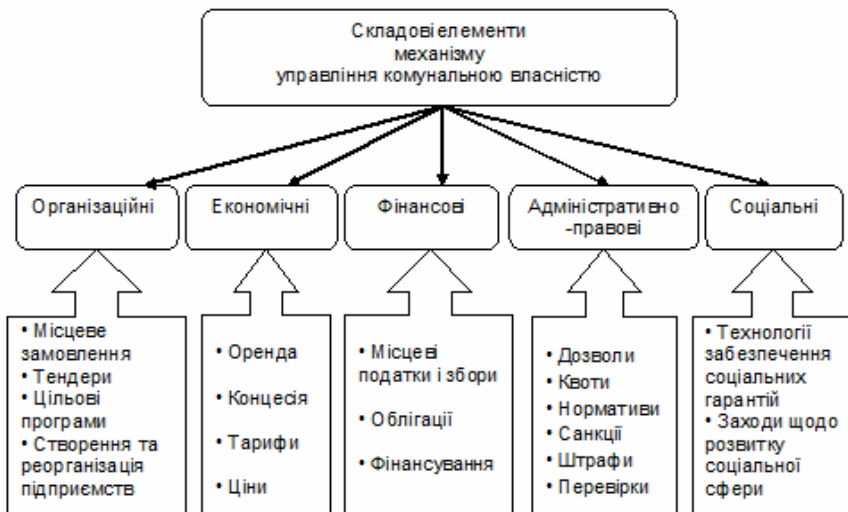 Складові елементи
механізму
управління комунальною власністю
Організаційні
Економічні
Фінансові
Адміністративно
-правові
Соціальні
• Місцеве
замовлення
• Тендери
• Цільові
програми
• Створення та
реорганізація
підприємств
• Оренда
• Концесія
• Тарифи
• Ціни
• Місцеві
податки і збори
• Облігації
• Фінансування
• Дозволи
• Квоти
• Нормативи
• Санкції
• Штрафи
• Перевірки
• Технології
забезпечення
соціальних
гарантій
• Заходи щодо
розвитку
соціальної
сфери